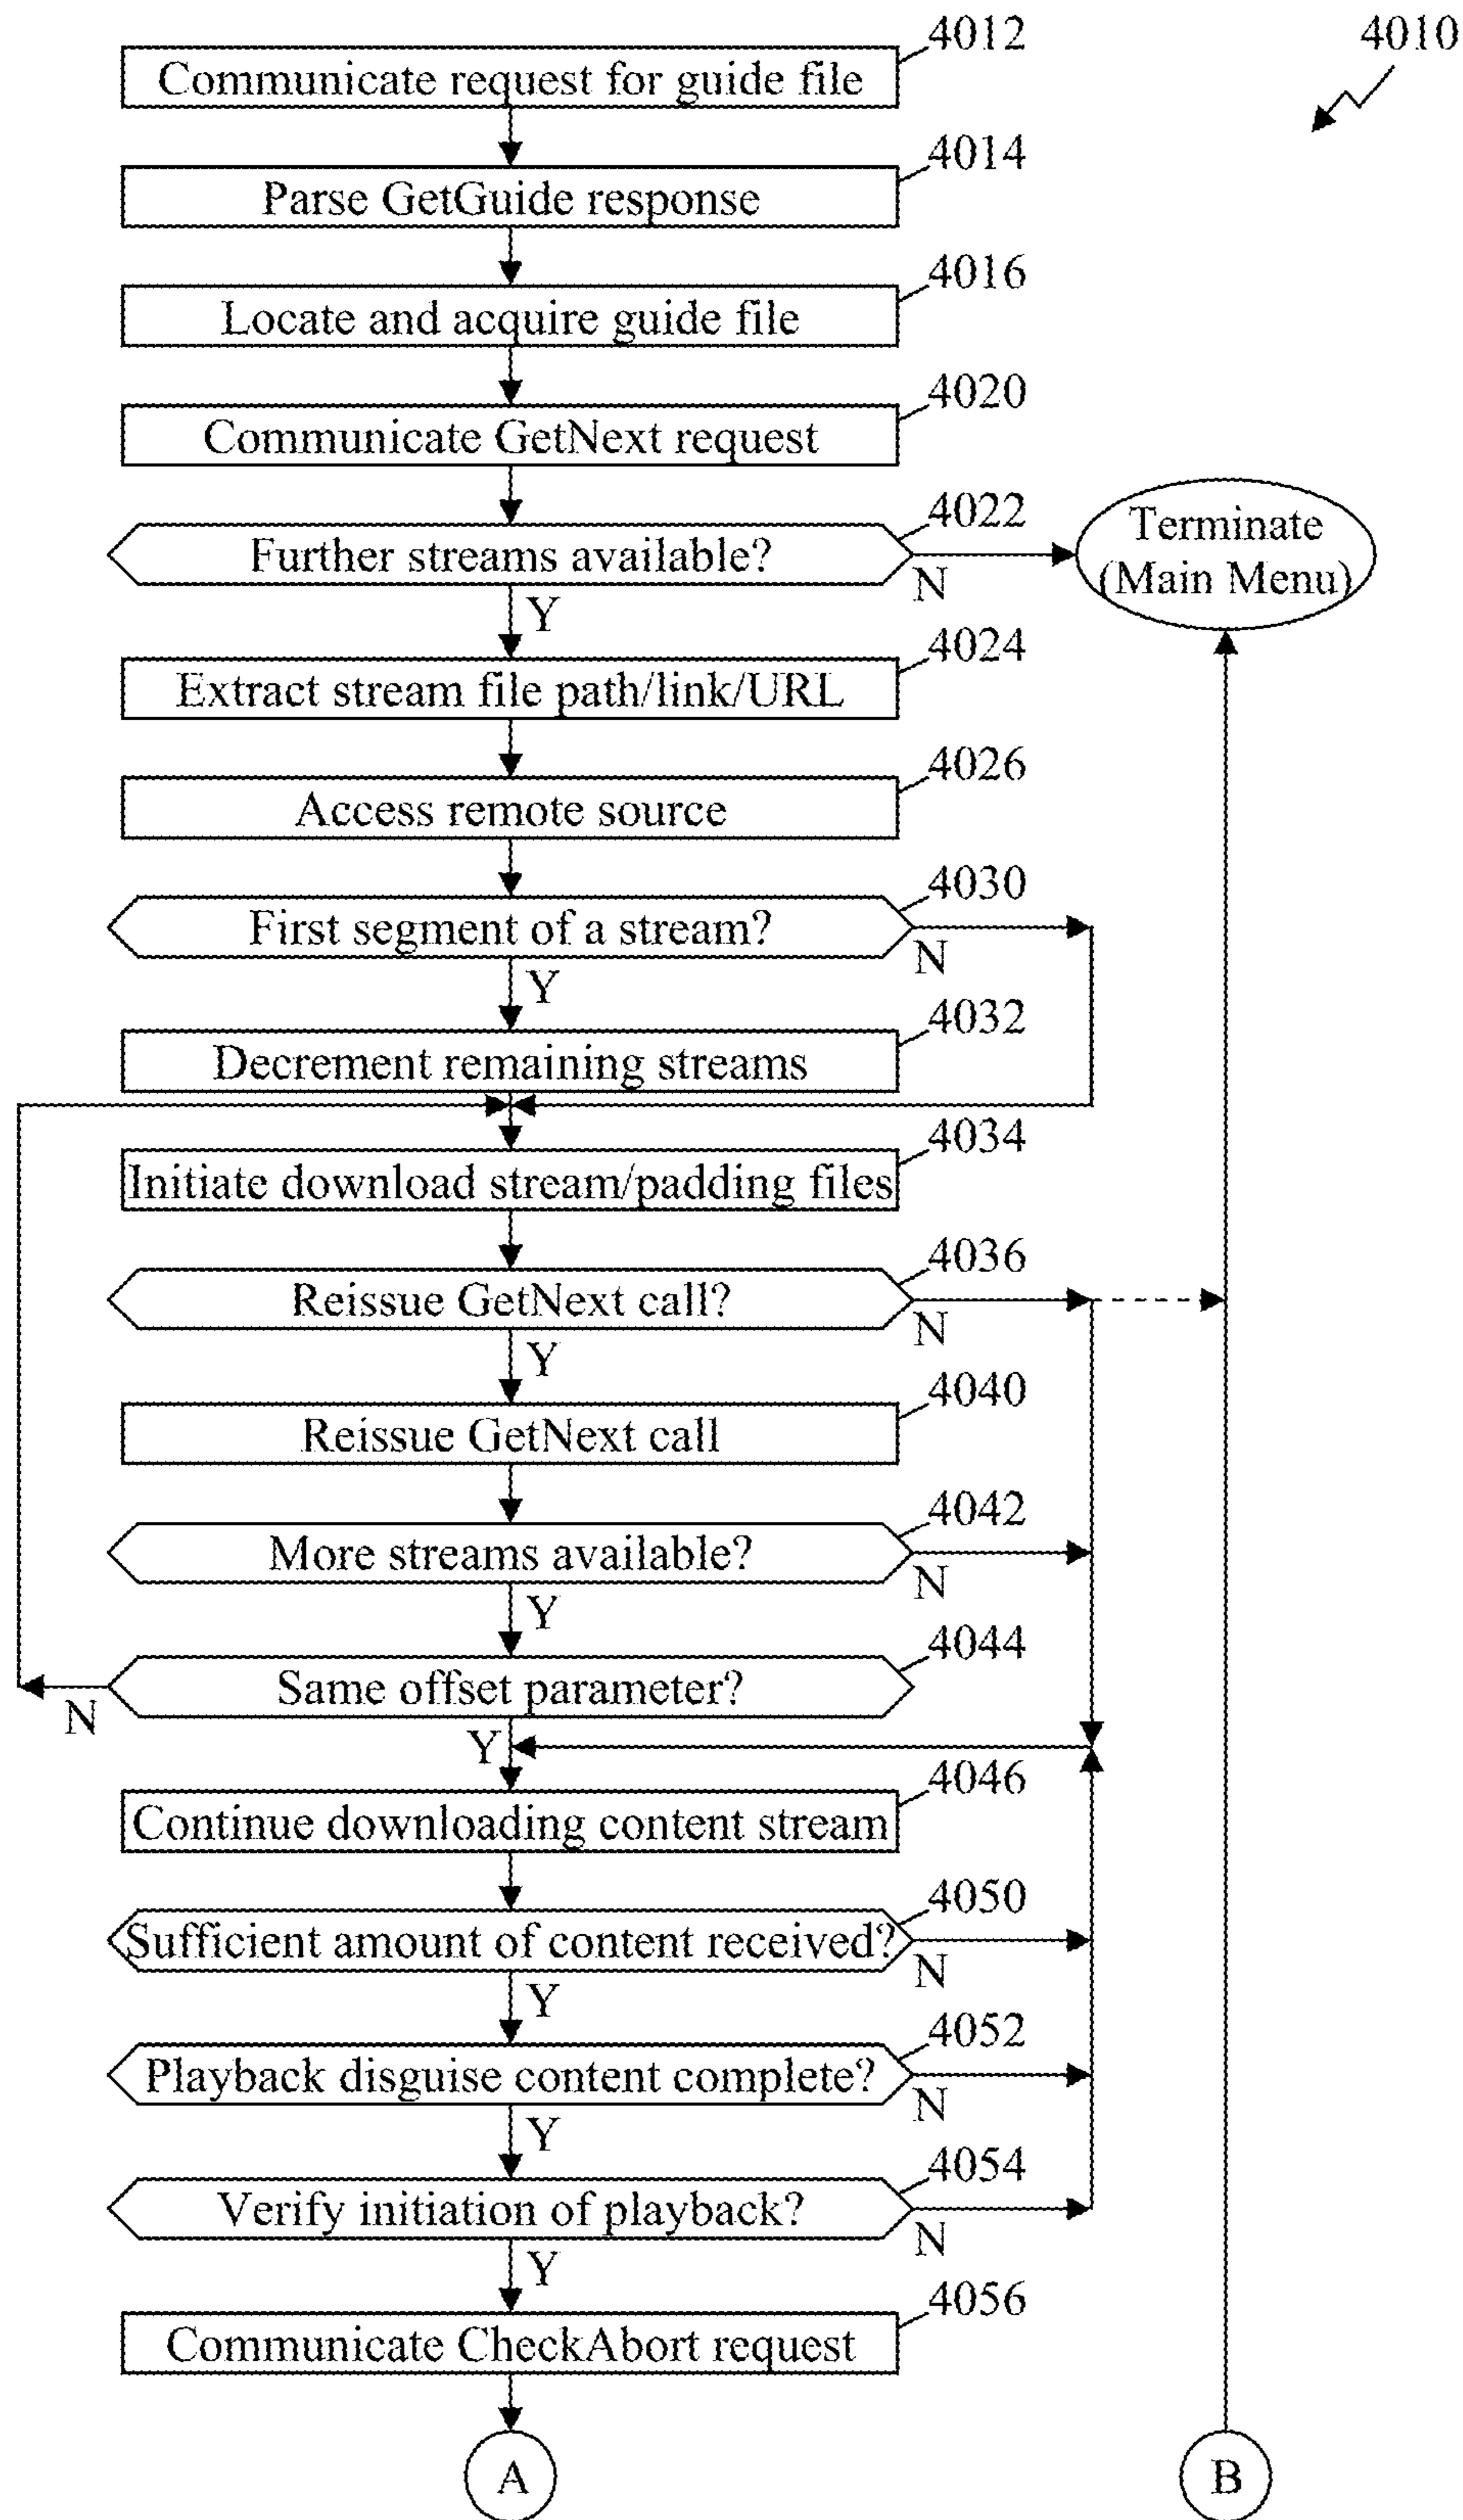 4012
4010
Communicate request for guide file
4014
Parse GetGuide response
4016
Locate and acquire guide file
4020
Communicate GetNext request
4022
Further streams available?
N
Terminate
(Main Menu)
Y
4024
Extract stream file path/link/URL
4026
Access remote source
4030
First segment of a stream?
N
Y
4032
Decrement remaining streams
4034
Initiate download stream/padding files
4036
Reissue GetNext call?
N
Y
4040
Reissue GetNext call
4042
More streams available?
N
Y
4044
Same offset parameter?
N
Y
4046
Continue downloading content stream
4050
Sufficient amount of content received?
N
Y
4052
Playback disguise content complete?
N
Y
4054
Verify initiation of playback?
N
Y
4056
Communicate CheckAbort request
A
B